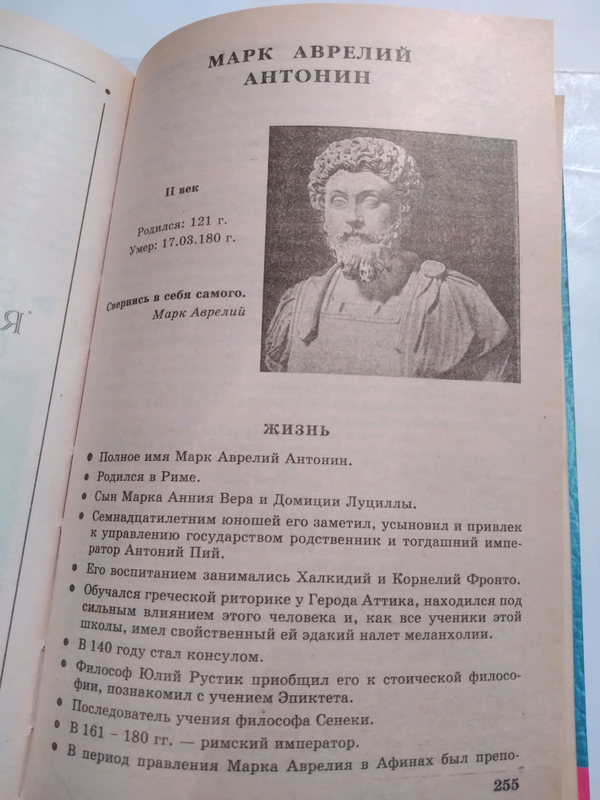 МАРК АВРЕЛИЙ
АНТОНИН
II век
Родился: 121 г.
Умер: 17.03.180 г.
Свернись в себя самого.
Марк Аврелий
ЖИЗНЬ
• Полное имя Марк Аврелий Антонин.
• Родился в Риме.
• Сын Марка Анния Вера и Домиции Луциллы.
• Семнадцатилетним юношей его заметил, усыновил и привлек
к управлению государством родственник и тогдашний импе-
ратор Антоний Пий.
• Его воспитанием занимались Халкидий и Корнелий Фронто.
• Обучался греческой риторике у Герода Аттика, находился под
сильным влиянием этого человека и, как все ученики этой
школы, имел свойственный ей эдакий налет меланхолии.
• В 140 году стал консулом.
• Философ Юлий Рустик приобщил его к стоической филосо-
фии, познакомил с учением Эпиктета.
• Последователь учения философа Сенеки.
• В 161 – 180 гг. — римский император.
• В период правления Марка Аврелия в Афинах был препо-
255